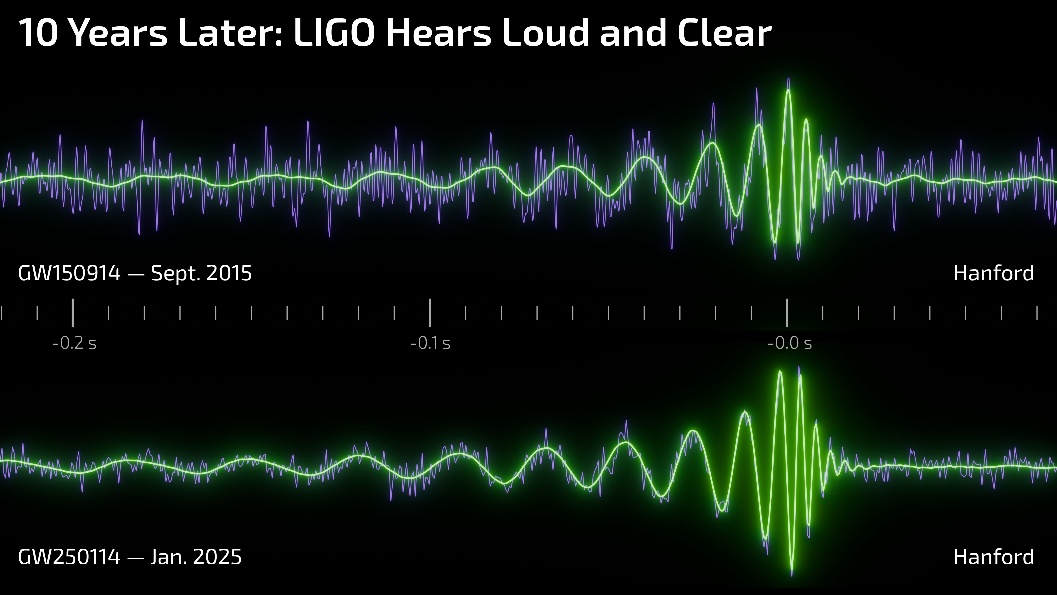 10 Years Later: LIGO Hears Loud and Clear
GW150914 — Sept. 2015
Hanford
-0.2 s
-0.1 s
-0.0 s
GW250114 — Jan. 2025
Hanford